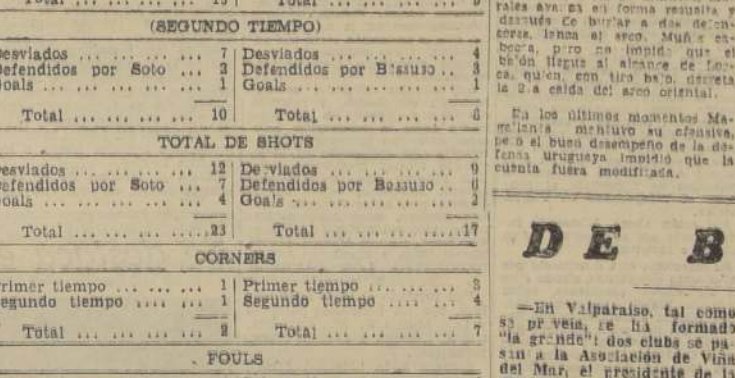 (SEGUNDO TIEMPO)
Desviados ... ... ... 7
Defendidos por Soto ... 2
Goals ... ... ... 1
Total ... ... ... 10
Desviados ... ... ... 4
Defendidos por Bessuso .. 3
Goals ... ... ... 1
Total ... ... ... 8
TOTAL DE SHOTS
Desviados ... ... ... 12
Defendidos por Soto ... 7
Goals ... ... ... 4
Total ... ... ... 23
Desviados ... ... ... 9
Defendidos por Bessuso .. 6
Goals ... ... ... 2
Total ... ... ... 17
CORNERS
Primer tiempo ... ... ... 1
Segundo tiempo ... ... 1
Total ... ... ... 2
Primer tiempo ... ... ... 3
Segundo tiempo ... ... 4
Total ... ... ... 7
FOULS
rales avanza en forma resuelta y
después de burlar a dos defen-
sores, lanza al arco. Muñiz es-
pero no impide que el
balón llegue al alcance de
ca, quien, con tiro bajo, decreta
la 2.a caída del arco oriental.
En los últimos momentos Ma-
gallanes mantuvo su ofensiva,
pero el buen desempeño de la de-
fensa uruguaya impidió que la
cuenta fuera modificada.
DE B
—En Valparaíso, tal como
se preveía, se ha formado
"la grande": dos clubs se pa-
san a la Asociación de Viña
del Mar, el presidente de la